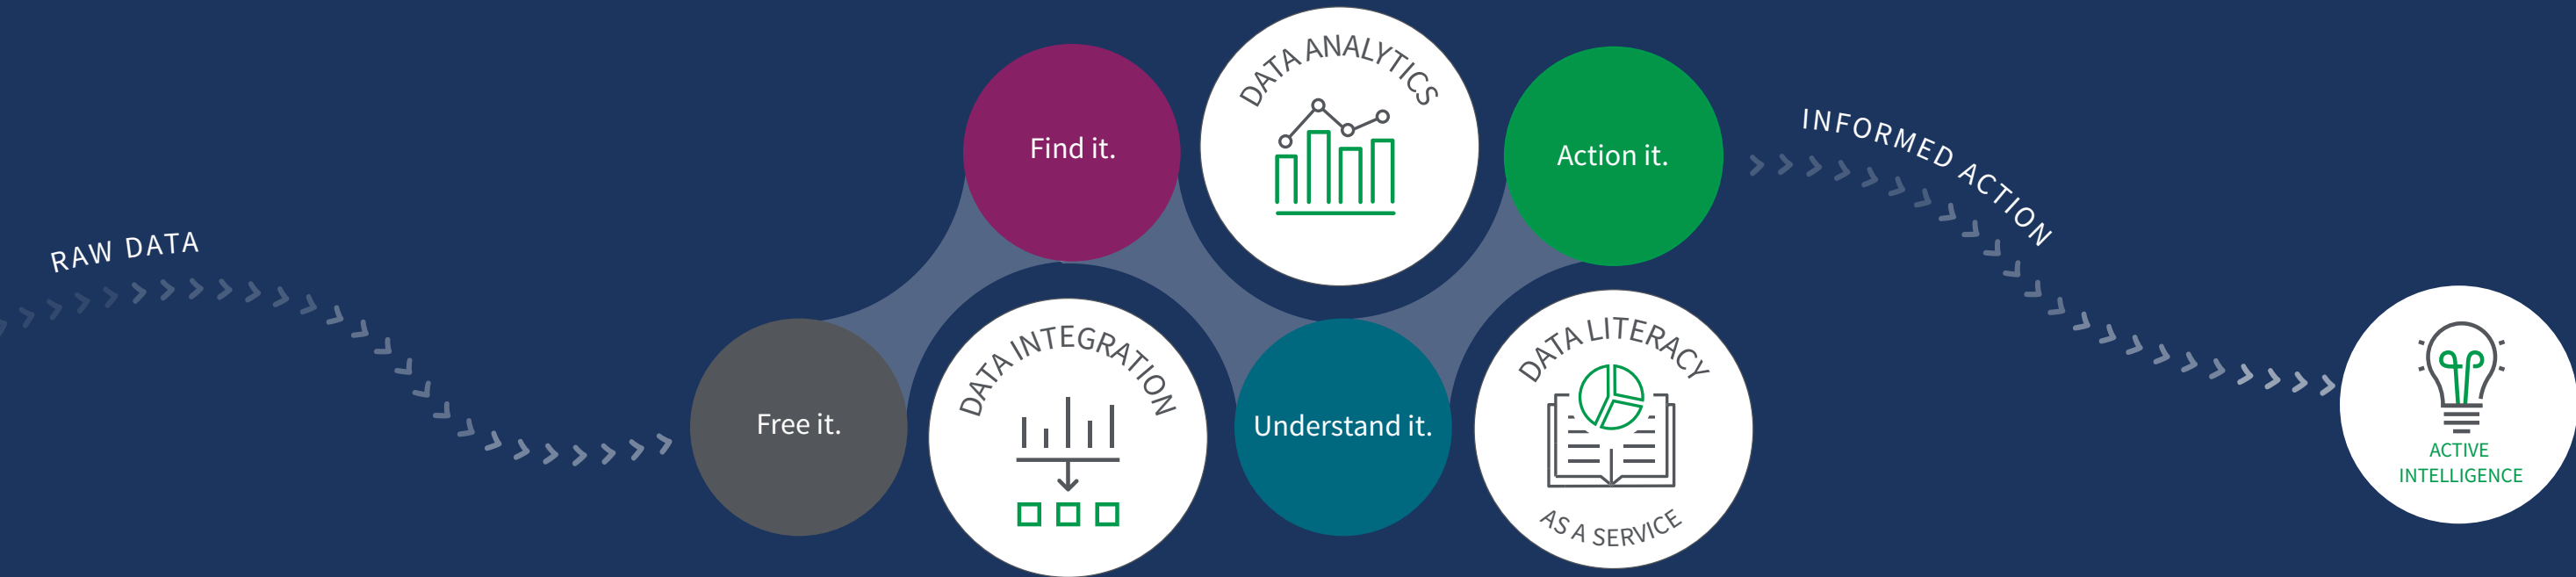 RAW DATA
Free it.
Find it.
DATA INTEGRATION
DATA ANALYTICS
Understand it.
Action it.
DATA LITERACY
AS A SERVICE
INFORMED ACTION
ACTIVE
INTELLIGENCE